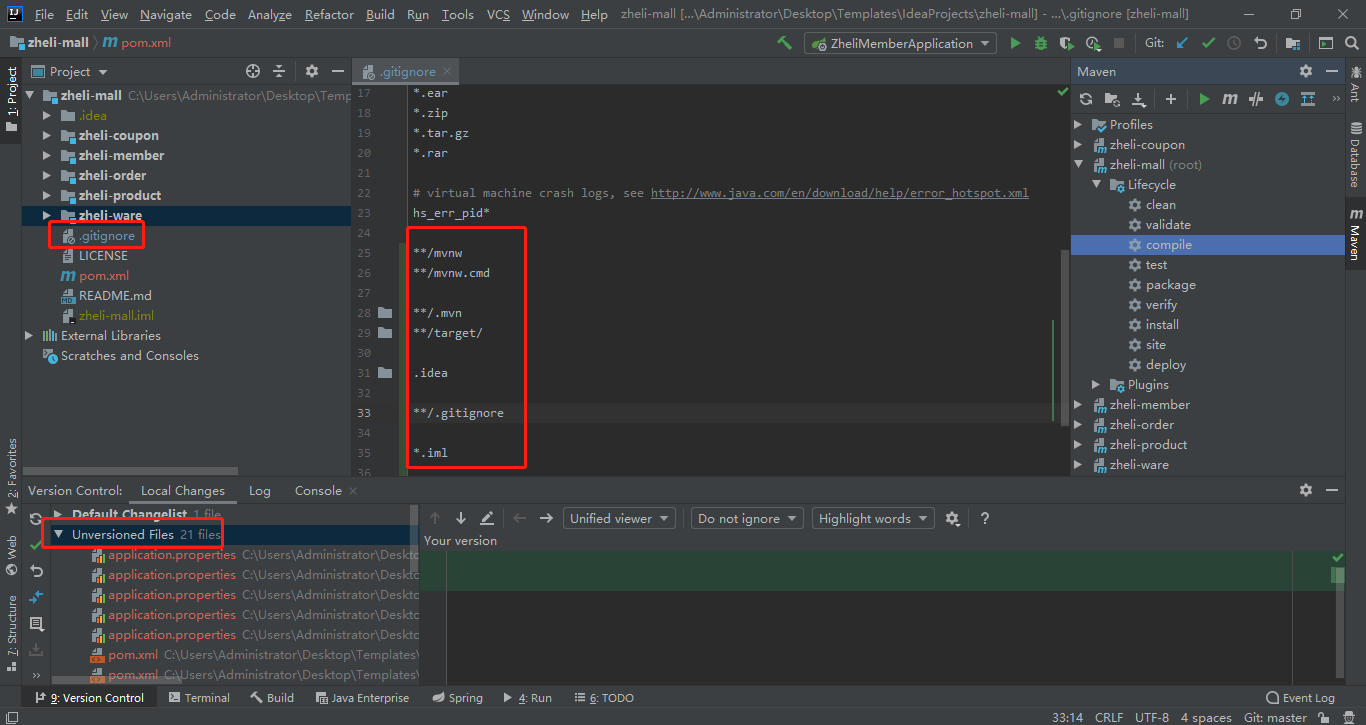 File Edit View Navigate Code Analyze Refactor Build Run Tools VCS Window Help zheli-mall [...\Administrator\Desktop\Templates\IdeaProjects\zheli-mall] - ...\.gitignore [zheli-mall]
zheli-mall pom.xml ZheliMemberApplication Git:
1: Project
Project
zheli-mall C:\Users\Administrator\Desktop\Temp
.idea
zheli-coupon
zheli-member
zheli-order
zheli-product
zheli-ware
.gitignore
LICENSE
pom.xml
README.md
zheli-mall.iml
External Libraries
Scratches and Consoles
.gitignore
17 *.ear
18 *.zip
19 *.tar.gz
20 *.rar
21
22 # virtual machine crash logs, see http://www.java.com/en/download/help/error_hotspot.xml
23 hs_err_pid*
24
25 **/mvnw
26 **/mvnw.cmd
27
28 **/.mvn
29 **/target/
30
31 .idea
32
33 **/.gitignore
34
35 *.iml
36
Maven
Profiles
zheli-coupon
zheli-mall (root)
Lifecycle
clean
validate
compile
test
package
verify
install
site
deploy
Plugins
zheli-member
zheli-order
zheli-product
zheli-ware
Ant
Database
Maven
2: Favorites
Web
7: Structure
Version Control: Local Changes Log Console
Default Changelist 1 file
Unversioned Files 21 files
application.properties C:\Users\Administrator\Deskto
application.properties C:\Users\Administrator\Deskto
application.properties C:\Users\Administrator\Deskto
application.properties C:\Users\Administrator\Deskto
application.properties C:\Users\Administrator\Deskto
pom.xml C:\Users\Administrator\Desktop\Templates\
pom.xml C:\Users\Administrator\Desktop\Templates\
Unified viewer Do not ignore Highlight words ?
Your version
9: Version Control Terminal Build Java Enterprise Spring 4: Run 6: TODO Event Log
33:14 CRLF UTF-8 4 spaces Git: master